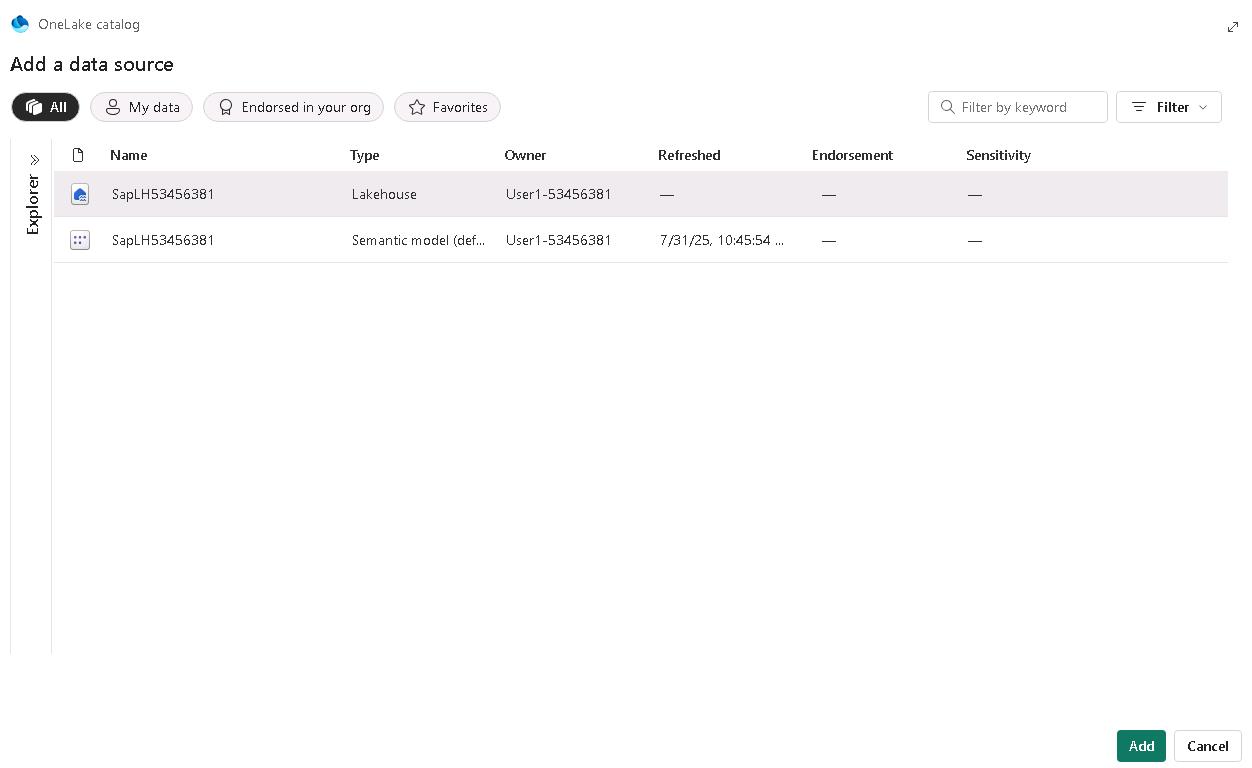 OneLake catalog
Add a data source
All My data Endorsed in your org Favorites Filter by keyword Filter
Explorer
Name Type Owner Refreshed Endorsement Sensitivity
SapLH53456381 Lakehouse User1-53456381 — — —
SapLH53456381 Semantic model (def... User1-53456381 7/31/25, 10:45:54 ... — —
Add Cancel